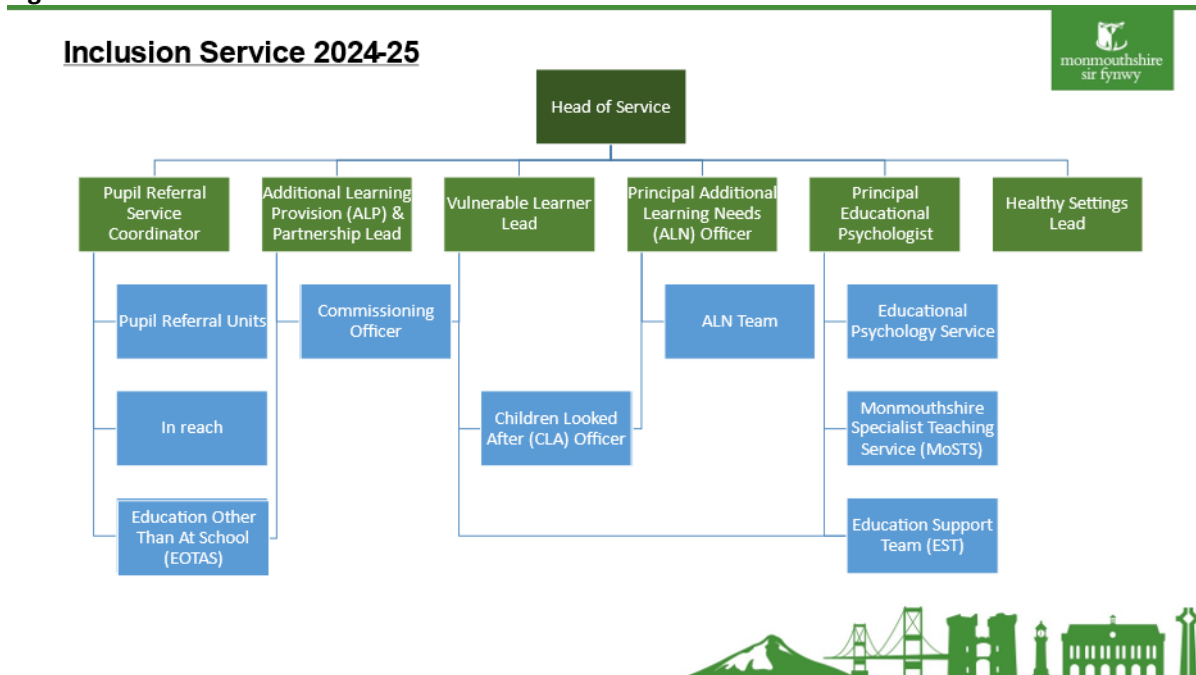 Inclusion Service 2024-25
monmouthshire
sir fynwy
Head of Service
Pupil Referral
Service
Coordinator
Additional Learning
Provision (ALP) &
Partnership Lead
Vulnerable Learner
Lead
Principal Additional
Learning Needs
(ALN) Officer
Principal
Educational
Psychologist
Healthy Settings
Lead
Pupil Referral Units
Commissioning
Officer
ALN Team
Educational
Psychology Service
In reach
Children Looked
After (CLA) Officer
Monmouthshire
Specialist Teaching
Service (MoSTS)
Education Other
Than At School
(EOTAS)
Education Support
Team (EST)